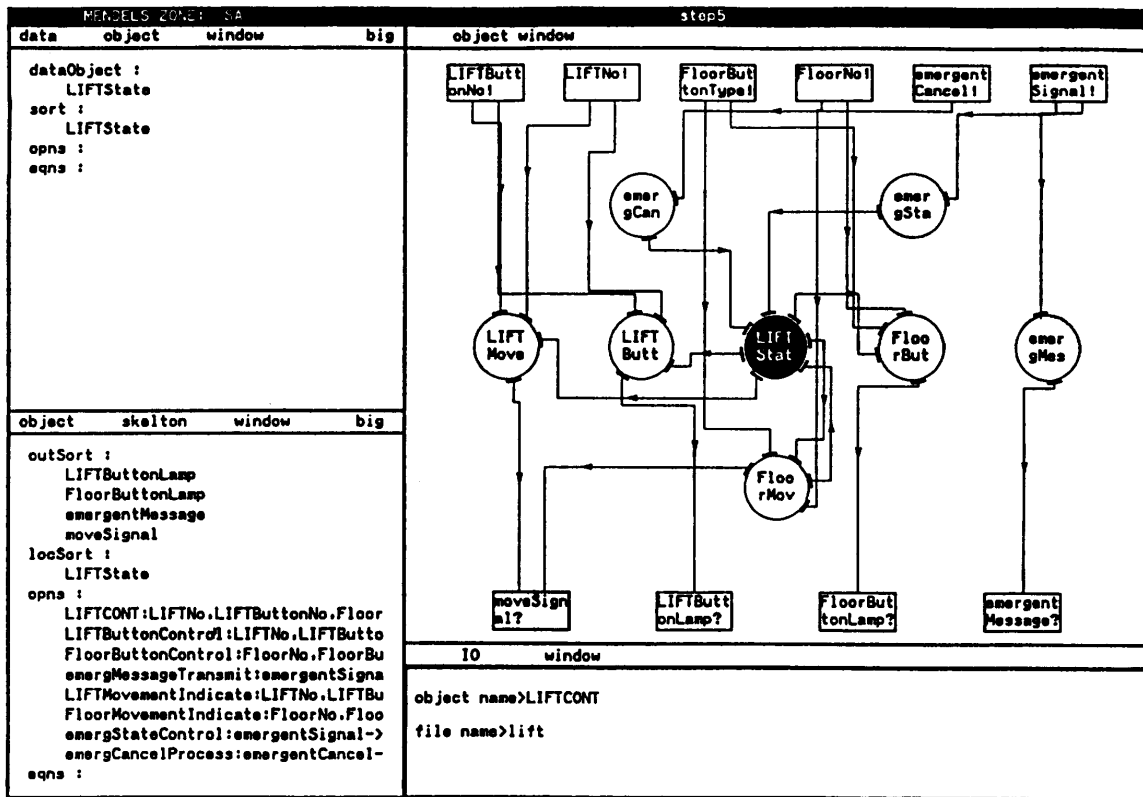 MENDELS ZONE: SA
step5
data object window big
dataObject :
LIFTState
sort :
LIFTState
opns :
eqns :
object skelton window big
outSort :
LIFTButtonLamp
FloorButtonLamp
emergentMessage
moveSignal
locSort :
LIFTState
opns :
LIFTCONT:LIFTNo.LIFTButtonNo.Floor
LIFTButtonControl:LIFTNo.LIFTButto
FloorButtonControl:FloorNo.FloorBu
emergMessageTransmit:emergentSigna
LIFTMovementIndicate:LIFTNo.LIFTBu
FloorMovementIndicate:FloorNo.Floo
emergStateControl:emergentSignal->
emergCancelProcess:emergentCancel-
eqns :
object window
LIFTButt
onNo!
LIFTNo!
FloorBut
tonType!
FloorNo!
emergent
Cancel!
emergent
Signal!
emer
gCan
emer
gSta
LIFT
Move
LIFT
Butt
LIFT
Stat
Floo
rBut
emer
gMes
Floo
rMov
moveSign
al?
LIFTButt
onLamp?
FloorBut
tonLamp?
emergent
Message?
IO window
object name>LIFTCONT
file name>lift